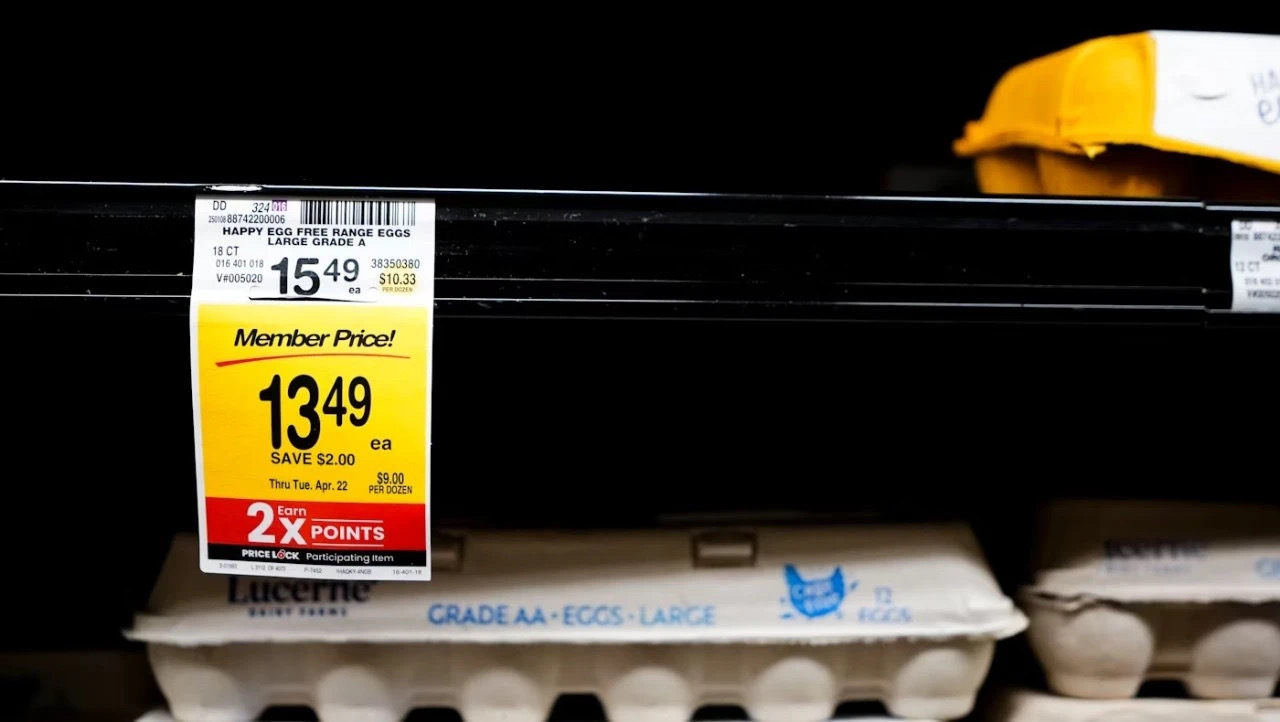 DD 324
88742200006
HAPPY EGG FREE RANGE EGGS
LARGE GRADE A
18 CT
016 401 018
V#005020
15 49
ea
38350380
$10.33
PER DOZEN
Member Price!
13 49
ea
SAVE $2.00
Thru Tue. Apr. 22
$9.00
PER DOZEN
Earn
2x POINTS
PRICE LOCK Participating Item
Lucerne
DAIRY FARMS
GRADE AA · EGGS · LARGE
CAGE
FREE
12
EGGS
12 CT